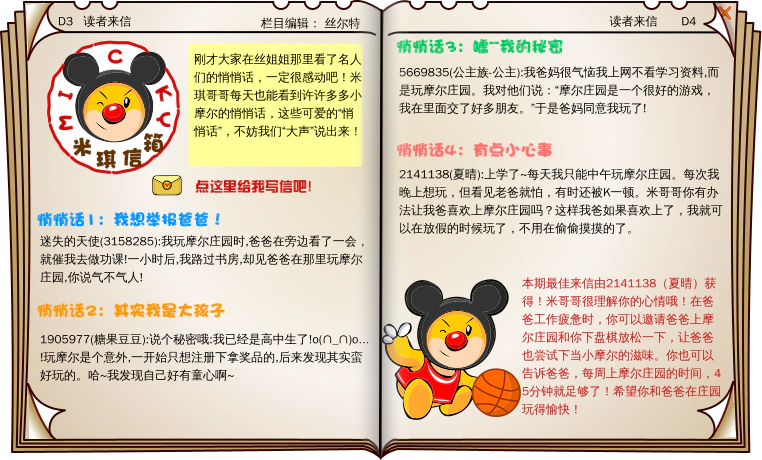 D3 读者来信
栏目编辑：丝尔特
MICKY
米琪信箱
刚才大家在丝姐姐那里看了名人
们的悄悄话，一定很感动吧！米
琪哥哥每天也能看到许许多多小
摩尔的悄悄话，这些可爱的“悄
悄话”，不妨我们“大声”说出来！
点这里给我写信吧！
悄悄话1：我想举报爸爸！
迷失的天使(3158285):我玩摩尔庄园时,爸爸在旁边看了一会，
就催我去做功课!一小时后,我路过书房,却见爸爸在那里玩摩尔
庄园,你说气不气人!
悄悄话2：其实我是大孩子
1905977(糖果豆豆):说个秘密哦:我已经是高中生了!o(∩_∩)o...
!玩摩尔是个意外,一开始只想注册下拿奖品的,后来发现其实蛮
好玩的。哈~我发现自己好有童心啊~
读者来信 D4
悄悄话3：嘘~~我的秘密
5669835(公主族·公主):我爸妈很气恼我上网不看学习资料,而
是玩摩尔庄园。我对他们说：“摩尔庄园是一个很好的游戏，
我在里面交了好多朋友。”于是爸妈同意我玩了!
悄悄话4：有点小心事
2141138(夏晴):上学了~每天我只能中午玩摩尔庄园。每次我
晚上想玩，但看见老爸就怕，有时还被K一顿。米哥哥你有办
法让我爸喜欢上摩尔庄园吗？这样我爸如果喜欢上了，我就可
以在放假的时候玩了，不用在偷偷摸摸的了。
本期最佳来信由2141138（夏晴）获
得！米哥哥很理解你的心情哦！在爸
爸工作疲惫时，你可以邀请爸爸上摩
尔庄园和你下盘棋放松一下，让爸爸
也尝试下当小摩尔的滋味。你也可以
告诉爸爸，每周上摩尔庄园的时间，4
5分钟就足够了！希望你和爸爸在庄园
玩得愉快！